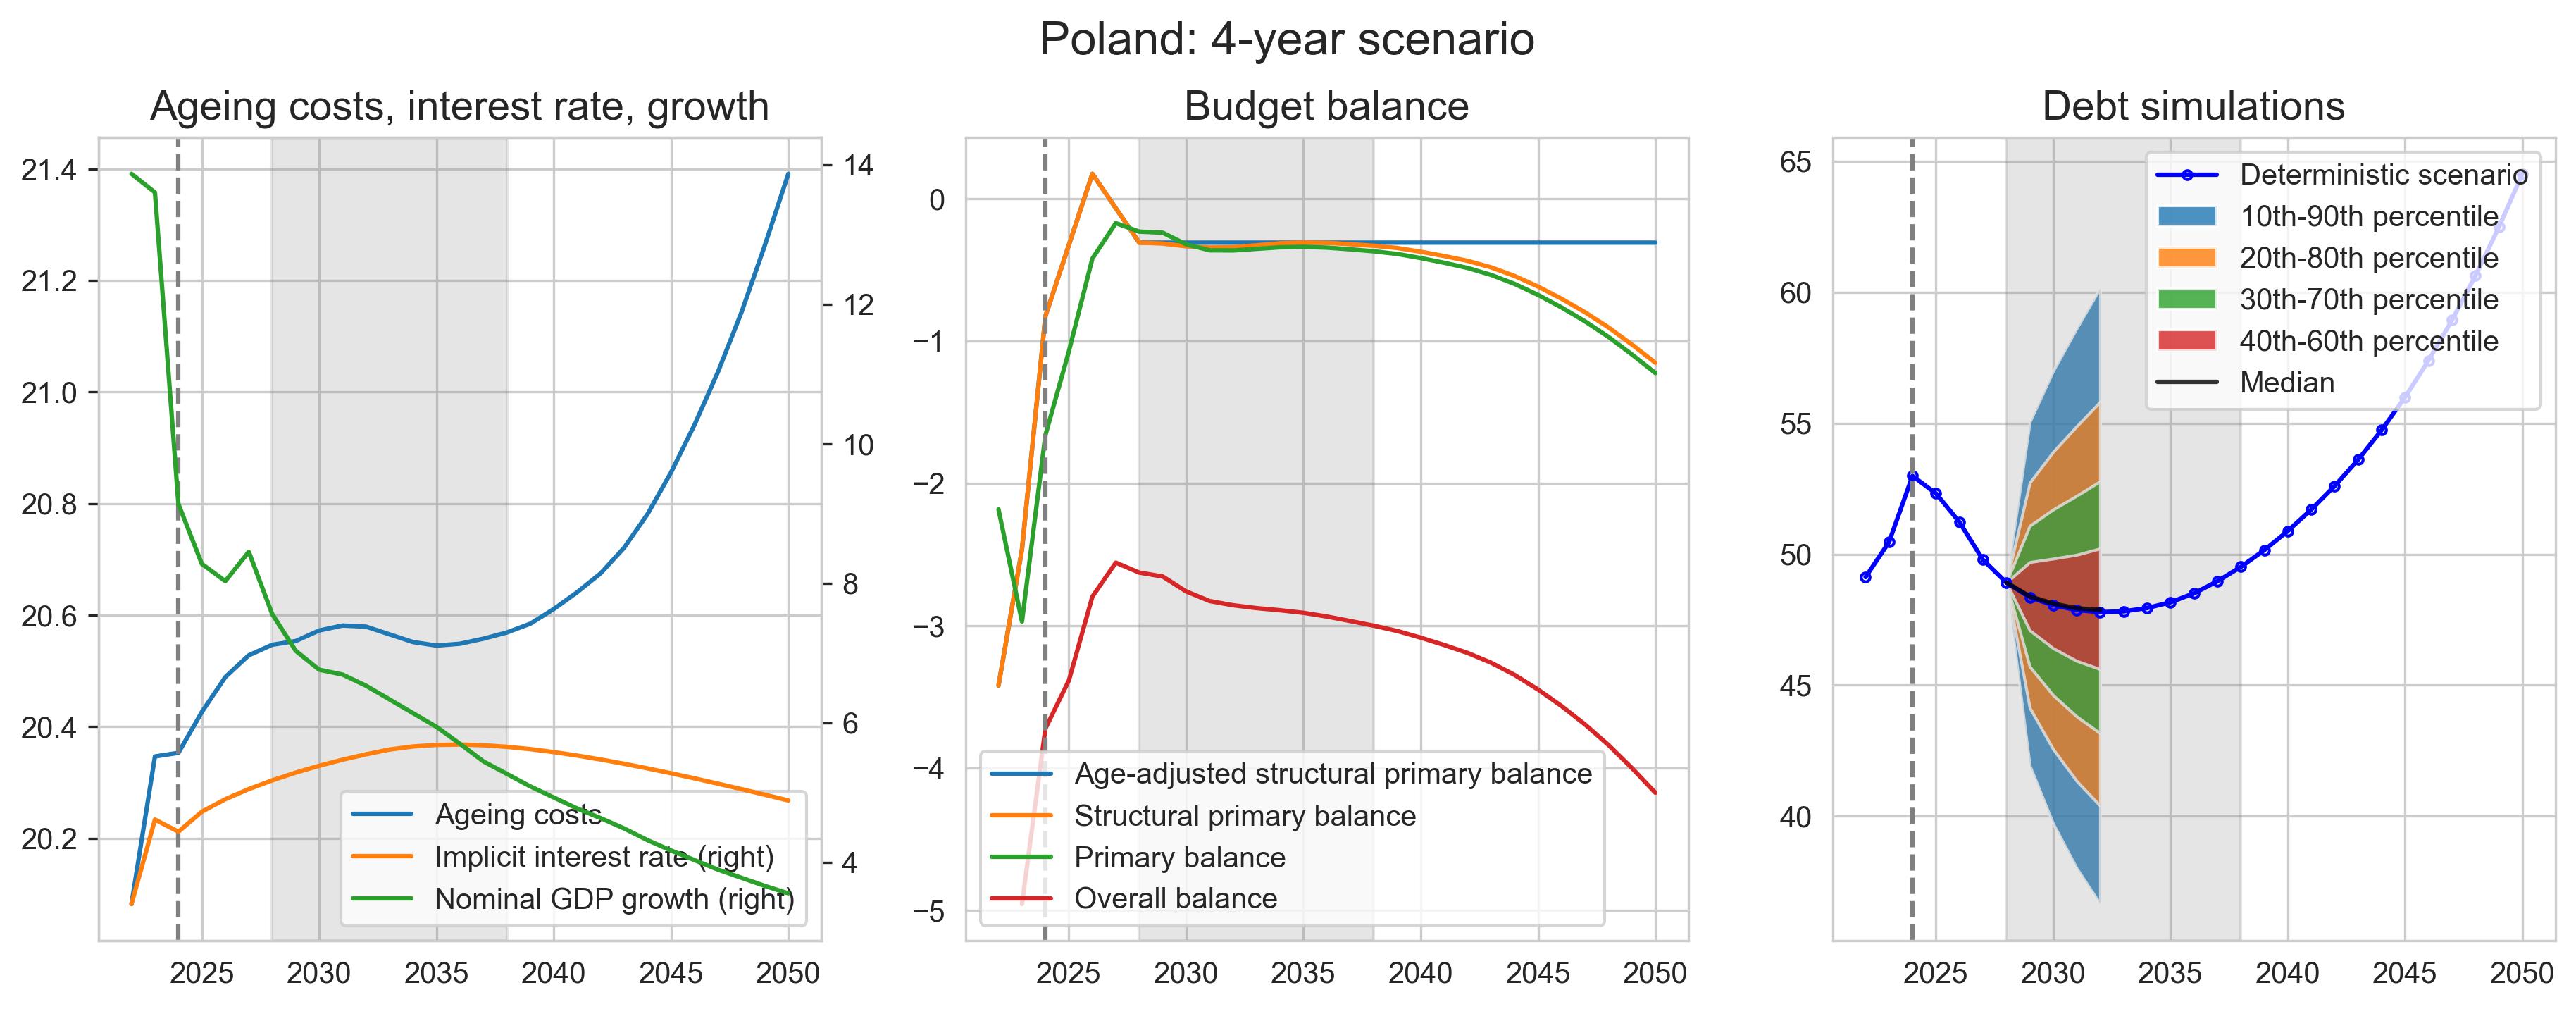 Poland: 4-year scenario
Ageing costs, interest rate, growth
21.4
21.2
21.0
20.8
20.6
20.4
20.2
14
12
10
8
6
4
2025 2030 2035 2040 2045 2050
Ageing costs
Implicit interest rate (right)
Nominal GDP growth (right)
Budget balance
0
−1
−2
−3
−4
−5
2025 2030 2035 2040 2045 2050
Age-adjusted structural primary balance
Structural primary balance
Primary balance
Overall balance
Debt simulations
65
60
55
50
45
40
2025 2030 2035 2040 2045 2050
Deterministic scenario
10th-90th percentile
20th-80th percentile
30th-70th percentile
40th-60th percentile
Median